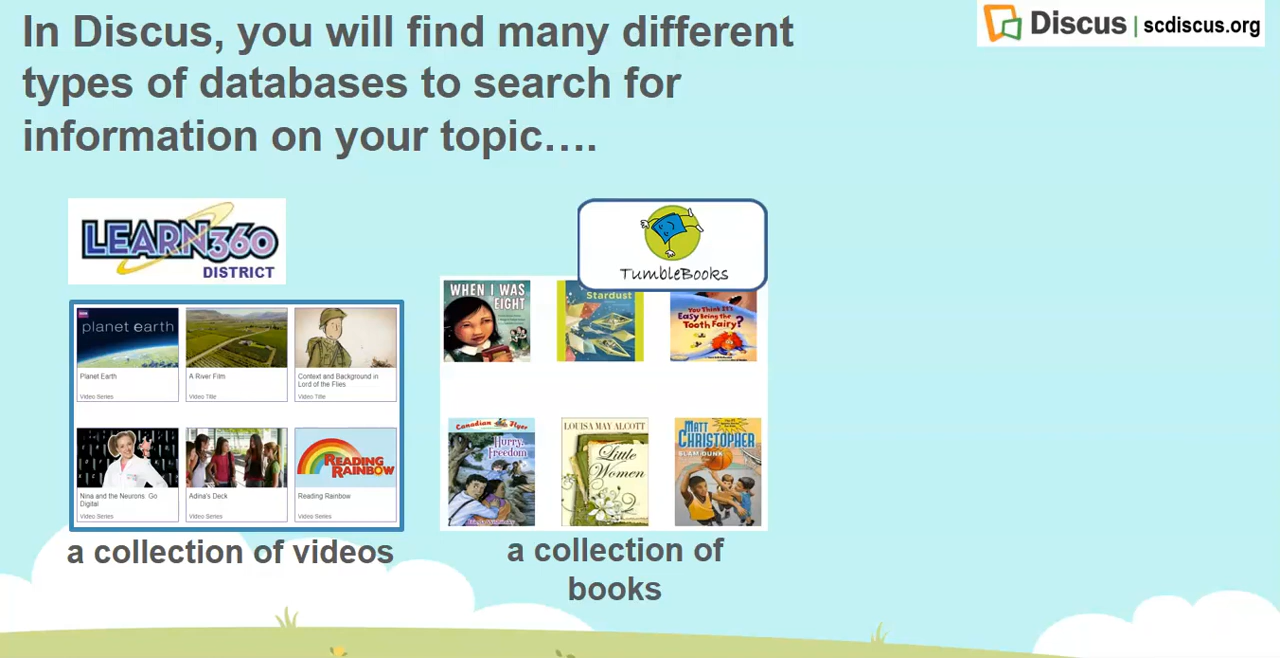 In Discus, you will find many different
types of databases to search for
information on your topic….
Discus | scdiscus.org
LEARN360
DISTRICT
planet earth
Planet Earth
Video Series
A River Film
Video Title
Context and Background in
Lord of the Flies
Video Title
Nina and the Neurons Go
Digital
Video Series
Adina's Deck
Video Series
READING
RAINBOW
Reading Rainbow
Video Series
a collection of videos
TumbleBooks
WHEN I WAS
EIGHT
Stardust
You Think It's
Easy Being the
Tooth Fairy?
Canadian Flyer
Hurry,
Freedom
LOUISA MAY ALCOTT
Little
Women
MATT
CHRISTOPHER
SLAM DUNK
a collection of
books